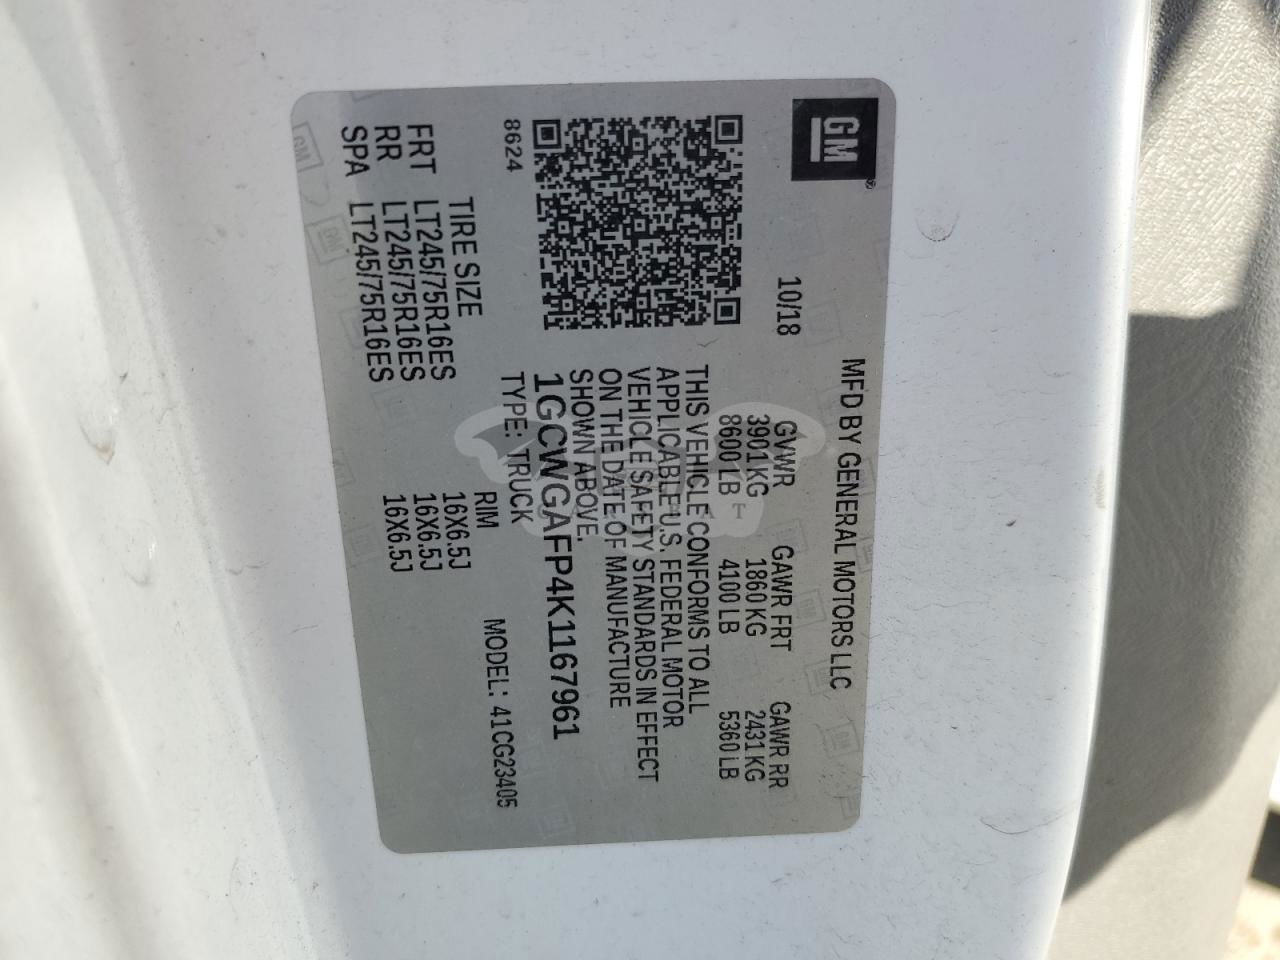 GM®
MFD BY GENERAL MOTORS LLC
10/18
GVWR GAWR FRT GAWR RR
3901 KG 1860 KG 2431 KG
8600 LB 4100 LB 5360 LB
THIS VEHICLE CONFORMS TO ALL
APPLICABLE U.S. FEDERAL MOTOR
VEHICLE SAFETY STANDARDS IN EFFECT
ON THE DATE OF MANUFACTURE
SHOWN ABOVE.
1GCWGAFP4K1167961
8624
TYPE: TRUCK
MODEL: 41CG23405
TIRE SIZE RIM
FRT LT245/75R16ES 16X6.5J
RR LT245/75R16ES 16X6.5J
SPA LT245/75R16ES 16X6.5J